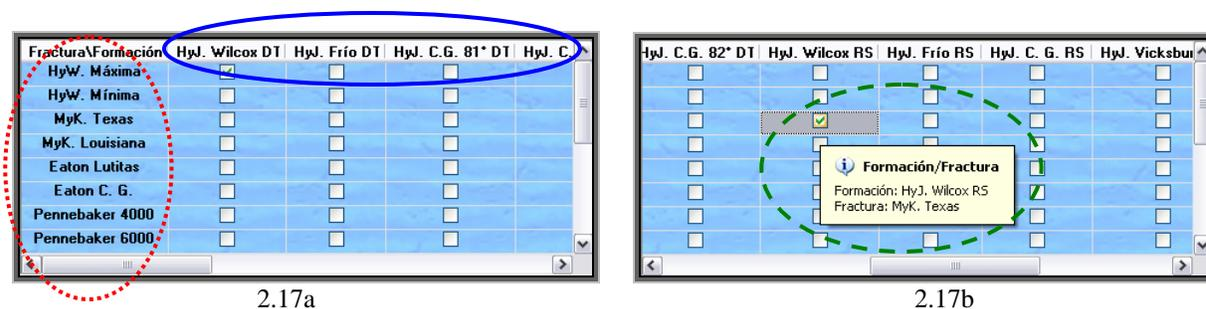 Fractura\Formación HyJ. Wilcox DT HyJ. Frío DT HyJ. C.G. 81* DT HyJ. C.
HyW. Máxima
HyW. Mínima
MyK. Texas
MyK. Louisiana
Eaton Lutitas
Eaton C. G.
Pennebaker 4000
Pennebaker 6000
2.17a
HyJ. C.G. 82* DT HyJ. Wilcox RS HyJ. Frío RS HyJ. C. G. RS HyJ. Vicksbu
Formación/Fractura
Formación: HyJ. Wilcox RS
Fractura: MyK. Texas
2.17b